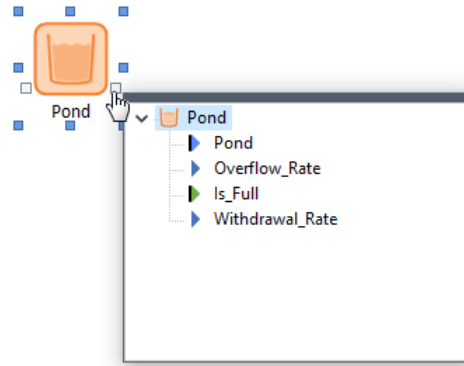 Pond
Pond
Pond
Overflow_Rate
Is_Full
Withdrawal_Rate